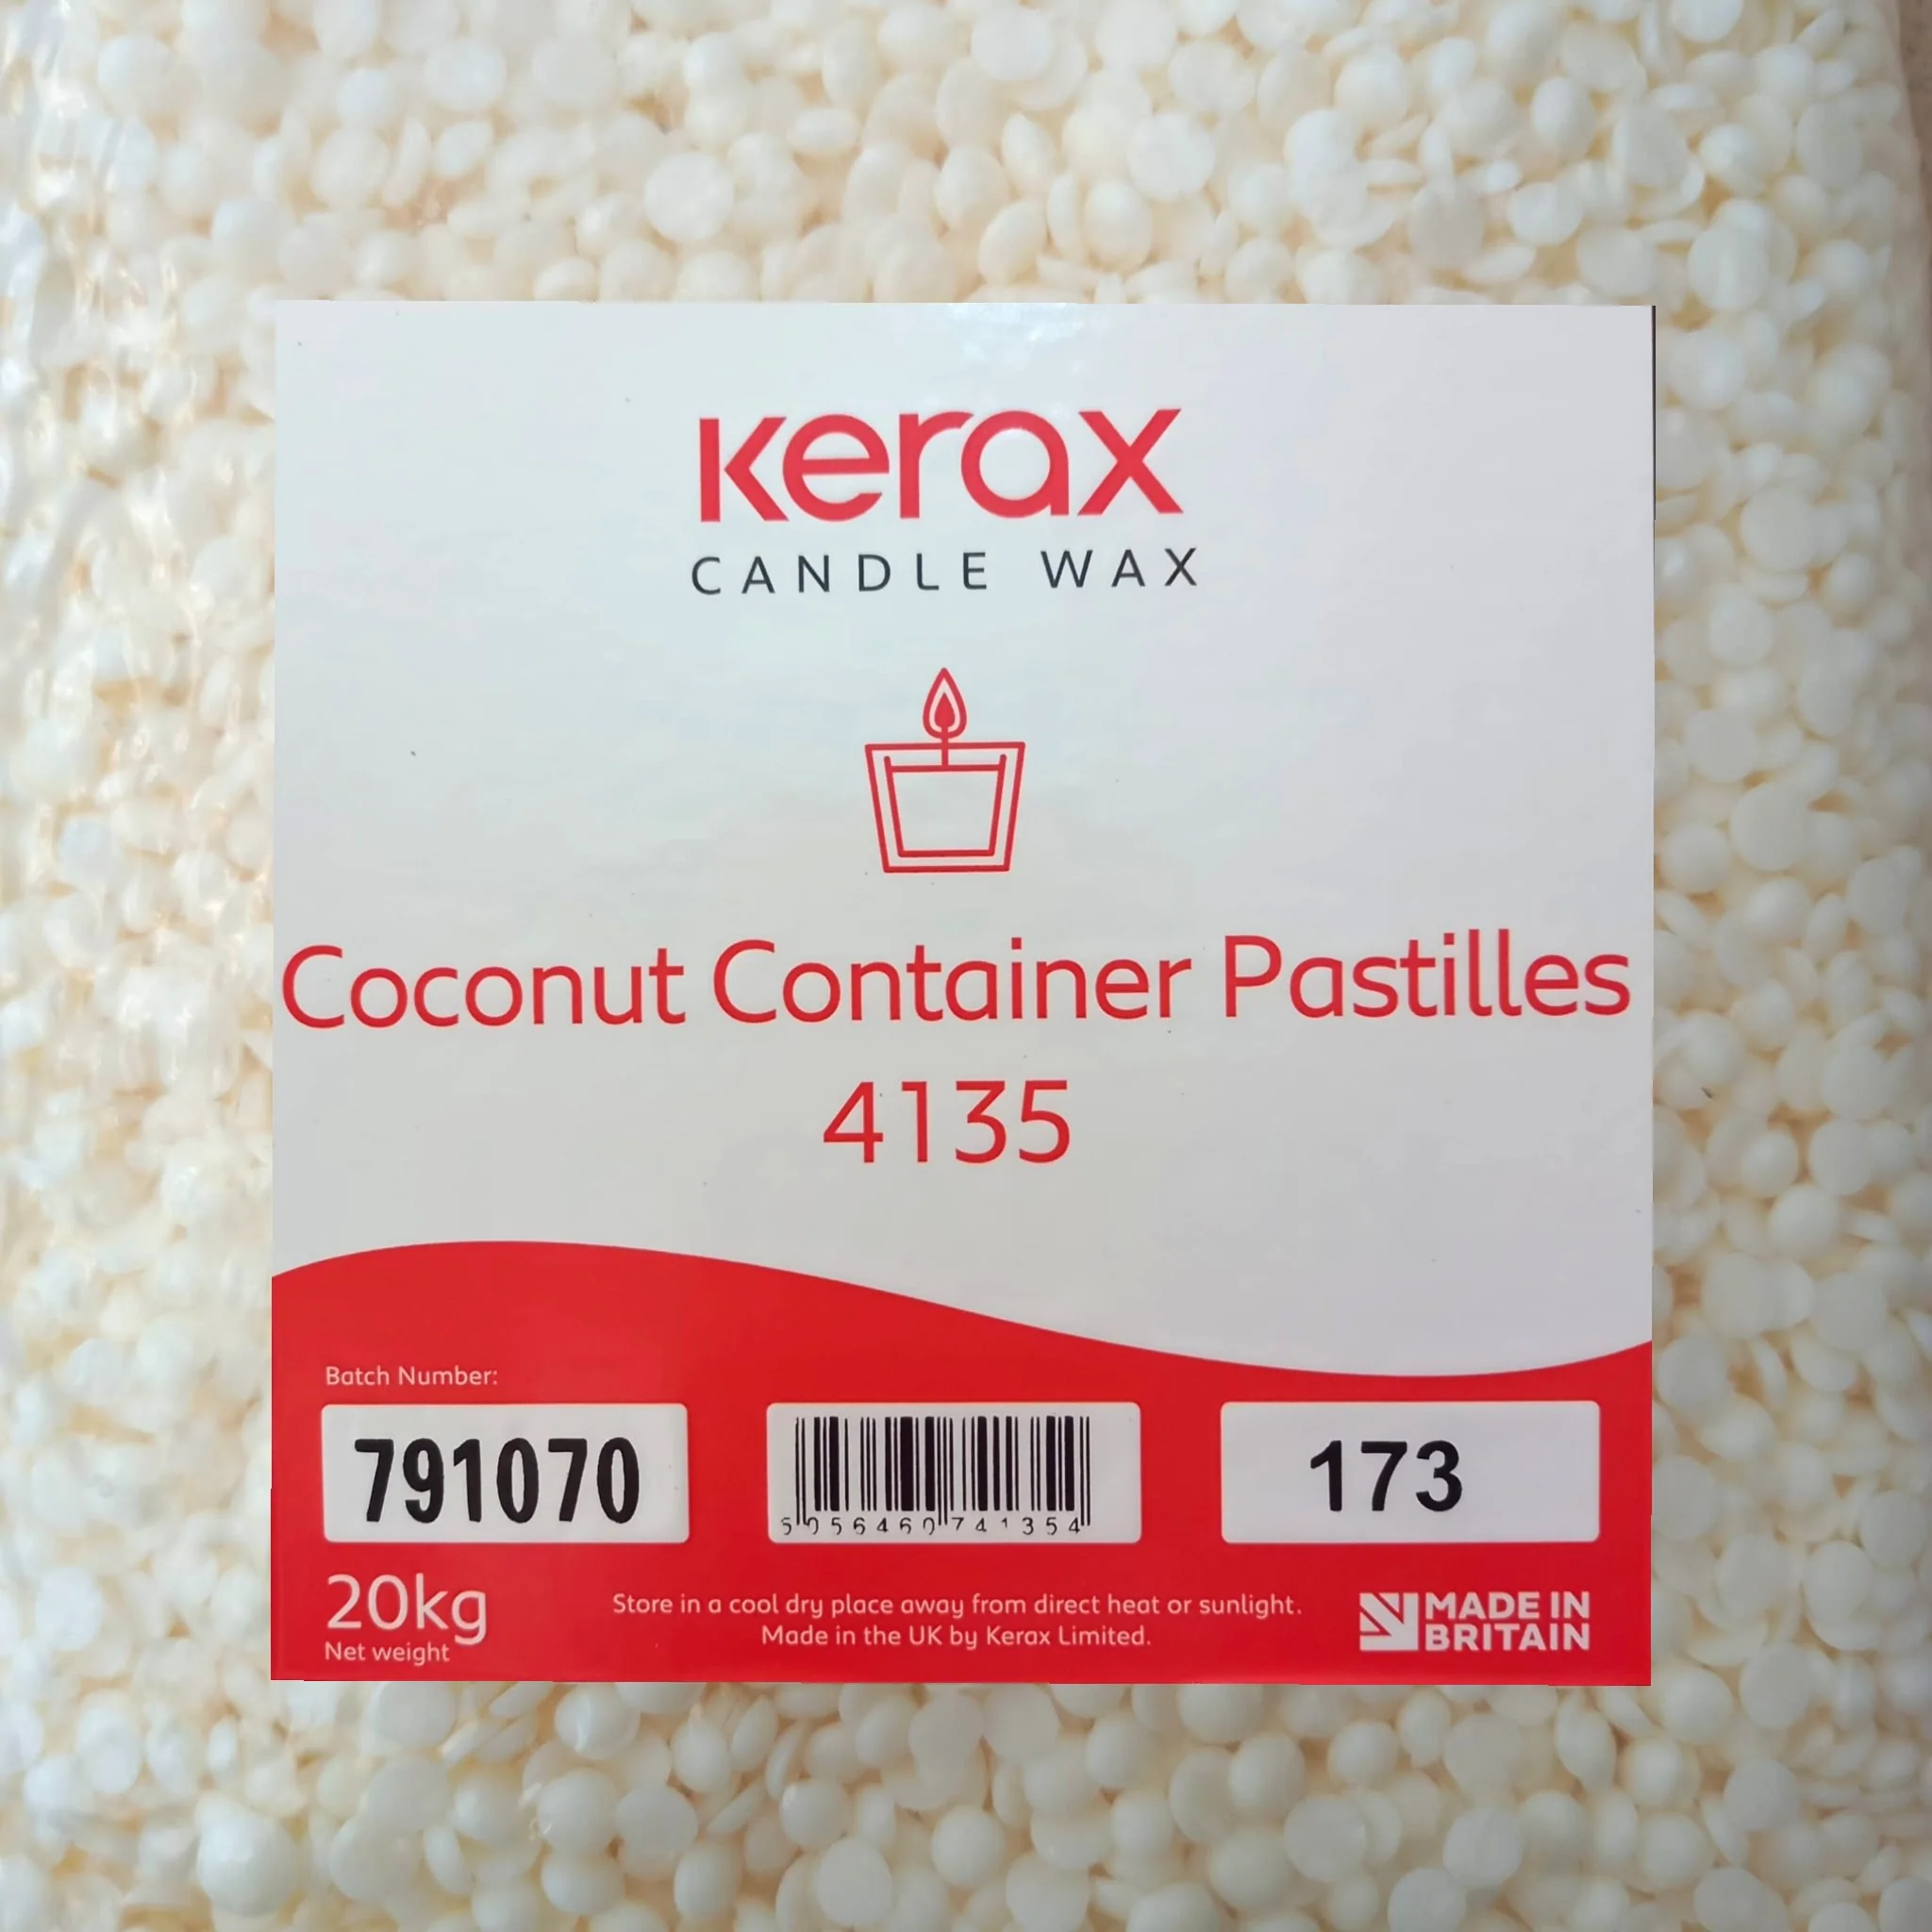 kerax
CANDLE WAX
Coconut Container Pastilles
4135
Batch Number:
791070
5 056460 741354
173
20kg
Net weight
Store in a cool dry place away from direct heat or sunlight.
Made in the UK by Kerax Limited.
MADE IN
BRITAIN